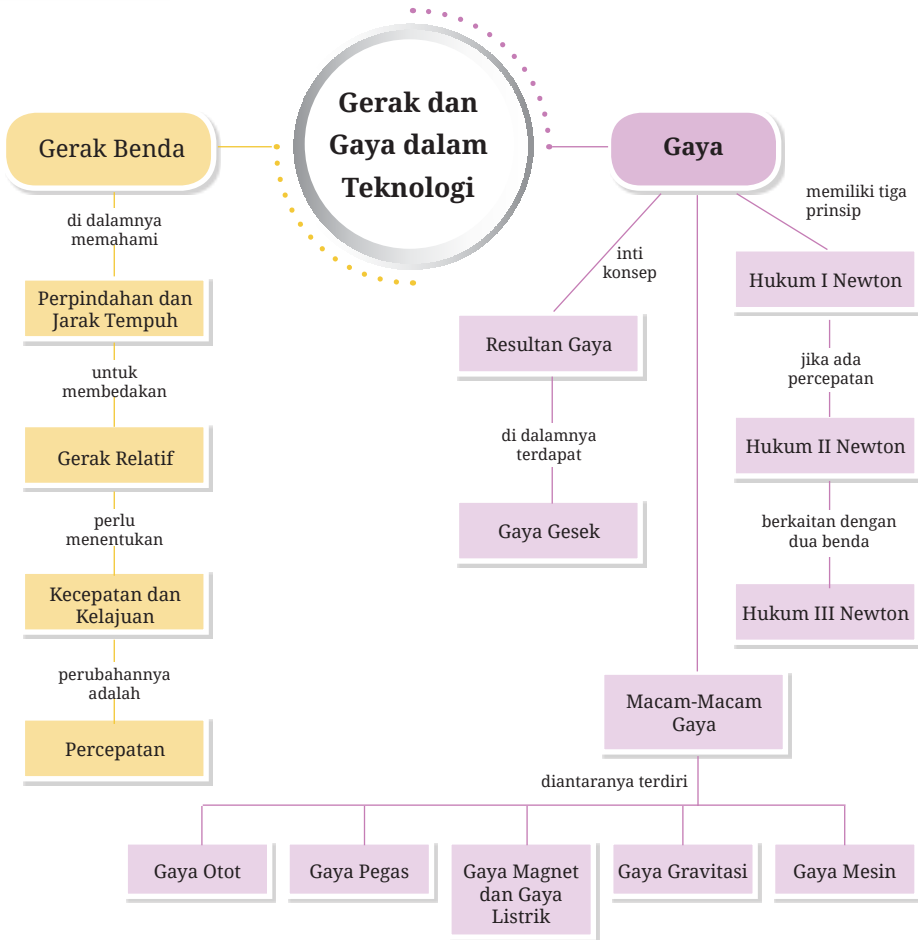 Gerak dan
Gaya dalam
Teknologi
Gerak Benda
di dalamnya
memahami
Perpindahan dan
Jarak Tempuh
untuk
membedakan
Gerak Relatif
perlu
menentukan
Kecepatan dan
Kelajuan
perubahannya
adalah
Percepatan
Gaya
inti
konsep
Resultan Gaya
di dalamnya
terdapat
Gaya Gesek
memiliki tiga
prinsip
Hukum I Newton
jika ada
percepatan
Hukum II Newton
berkaitan dengan
dua benda
Hukum III Newton
Macam-Macam
Gaya
diantaranya terdiri
Gaya Otot
Gaya Pegas
Gaya Magnet
dan Gaya
Listrik
Gaya Gravitasi
Gaya Mesin